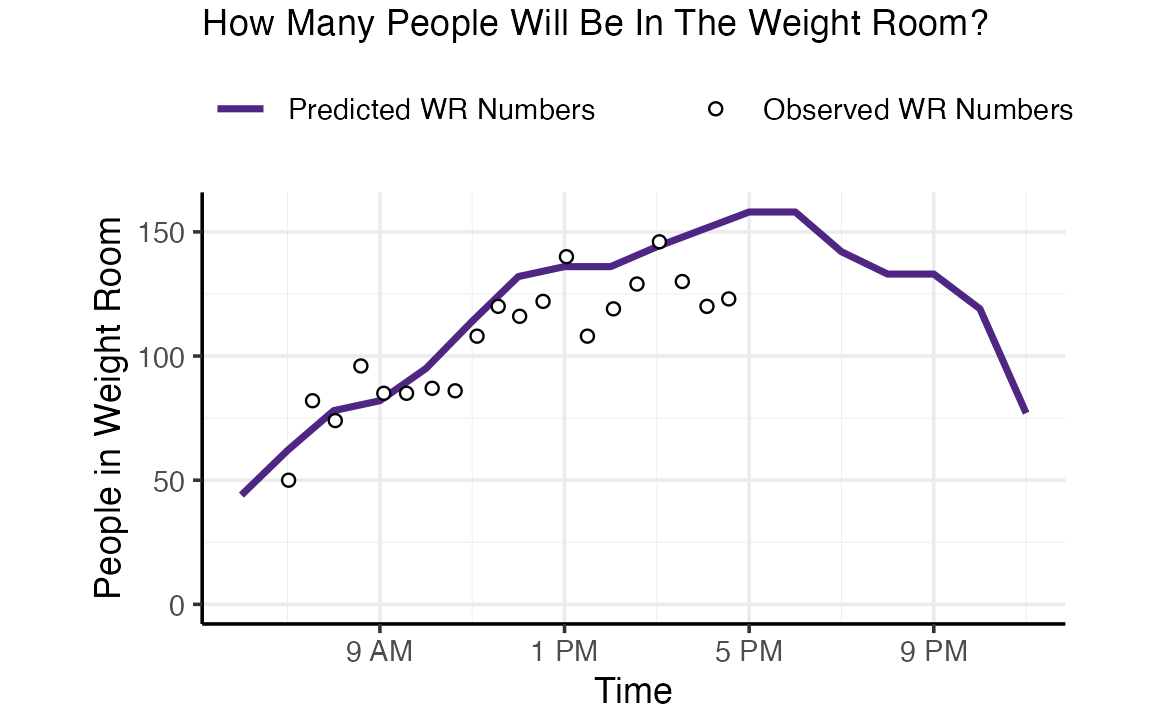 How Many People Will Be In The Weight Room?
Predicted WR Numbers
Observed WR Numbers
People in Weight Room
150
100
50
0
9 AM
1 PM
5 PM
9 PM
Time